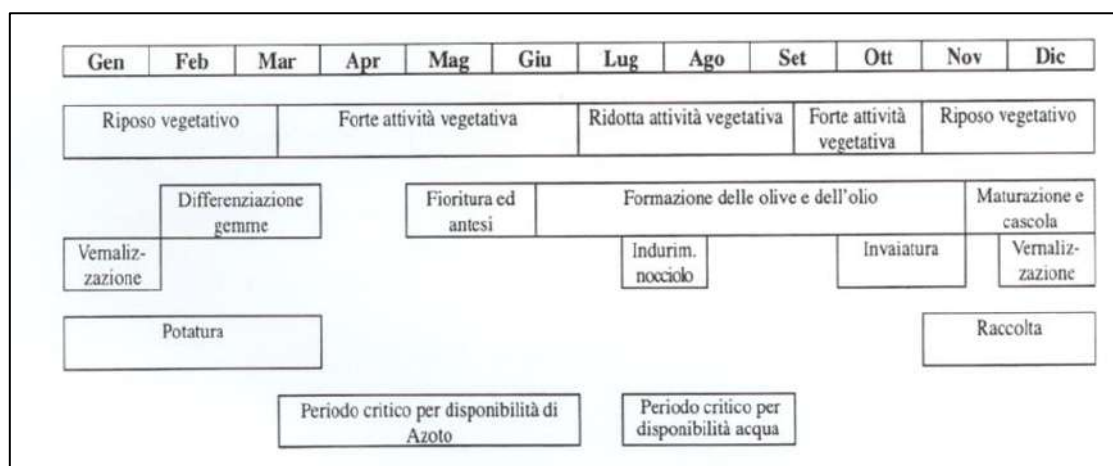 Gen Feb Mar Apr Mag Giu Lug Ago Set Ott Nov Dic
Riposo vegetativo
Forte attività vegetativa
Ridotta attività vegetativa
Forte attività
vegetativa
Riposo vegetativo
Differenziazione
gemme
Fioritura ed
antesi
Formazione delle olive e dell'olio
Maturazione e
cascola
Vernaliz-
zazione
Indurim.
nocciolo
Invaiatura
Vernaliz-
zazione
Potatura
Raccolta
Periodo critico per disponibilità di
Azoto
Periodo critico per
disponibilità acqua